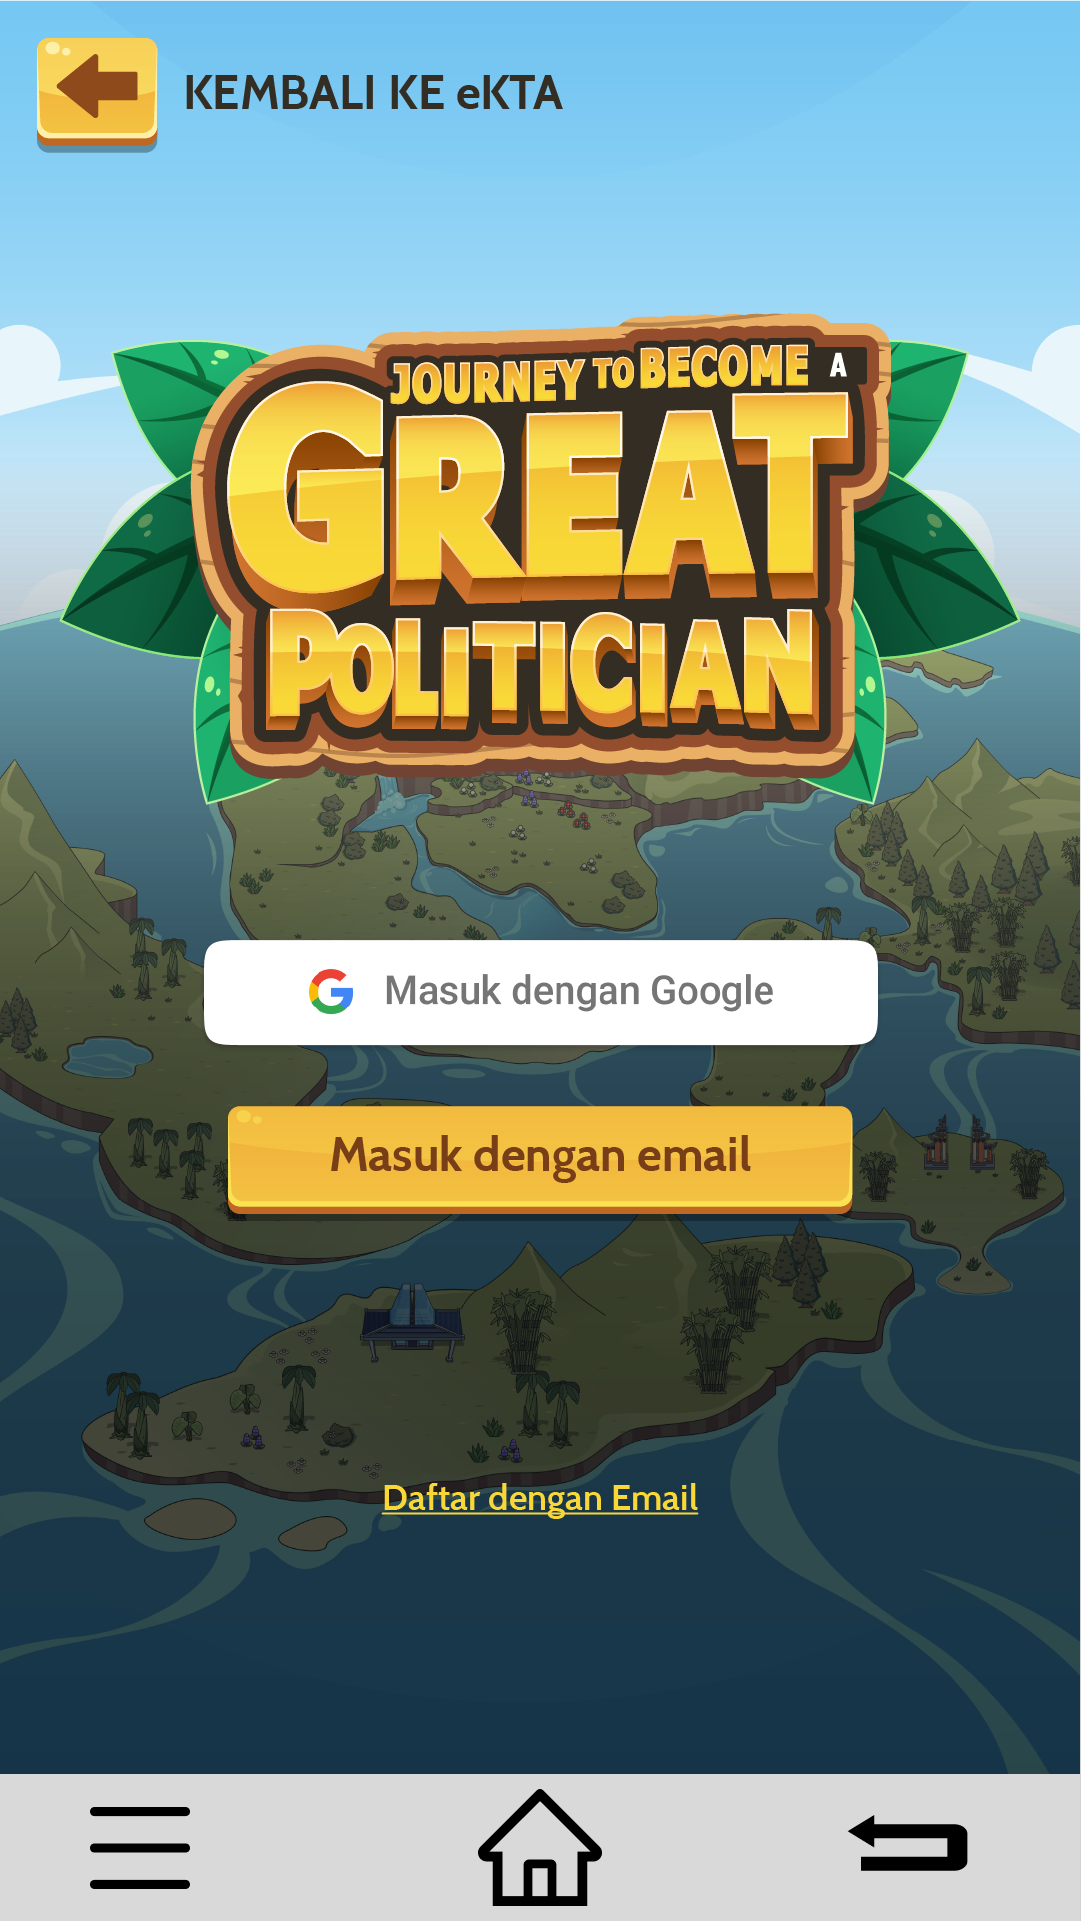 KEMBALI KE eKTA
JOURNEY TO BECOME A
GREAT
POLITICIAN
Masuk dengan Google
Masuk dengan email
Daftar dengan Email